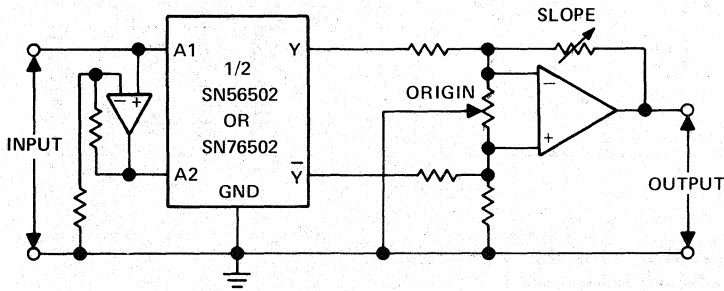 SLOPE
A1
Y
1/2
SN56502
OR
SN76502
ORIGIN
−
+
−
+
INPUT
A2
Y̅
GND
OUTPUT